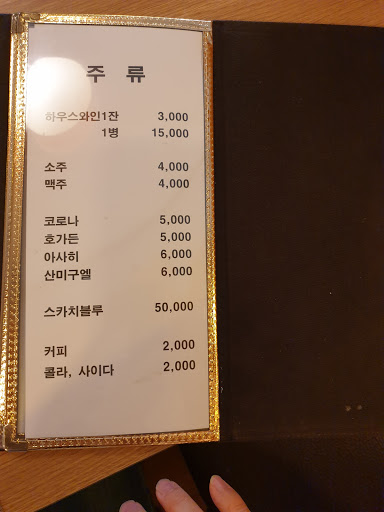 주 류
하우스와인1잔 3,000
1병 15,000
소주 4,000
맥주 4,000
코로나 5,000
호가든 5,000
아사히 6,000
산미구엘 6,000
스카치블루 50,000
커피 2,000
콜라, 사이다 2,000